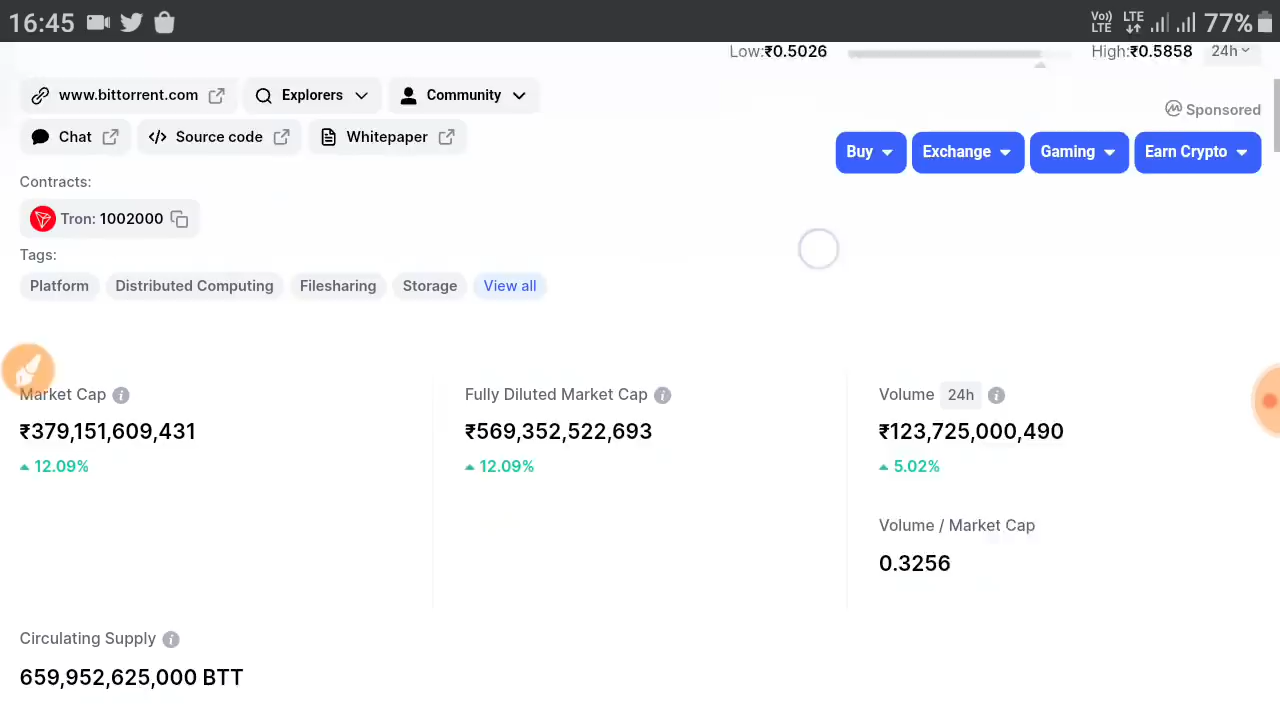 16:45
Vo)) LTE LTE 77%
Low:₹0.5026 High:₹0.5858 24h
www.bittorrent.com Explorers Community
Sponsored
Chat Source code Whitepaper
Buy Exchange Gaming Earn Crypto
Contracts:
Tron: 1002000
Tags:
Platform Distributed Computing Filesharing Storage View all
Market Cap Fully Diluted Market Cap Volume 24h
₹379,151,609,431 ₹569,352,522,693 ₹123,725,000,490
12.09% 12.09% 5.02%
Volume / Market Cap
0.3256
Circulating Supply
659,952,625,000 BTT